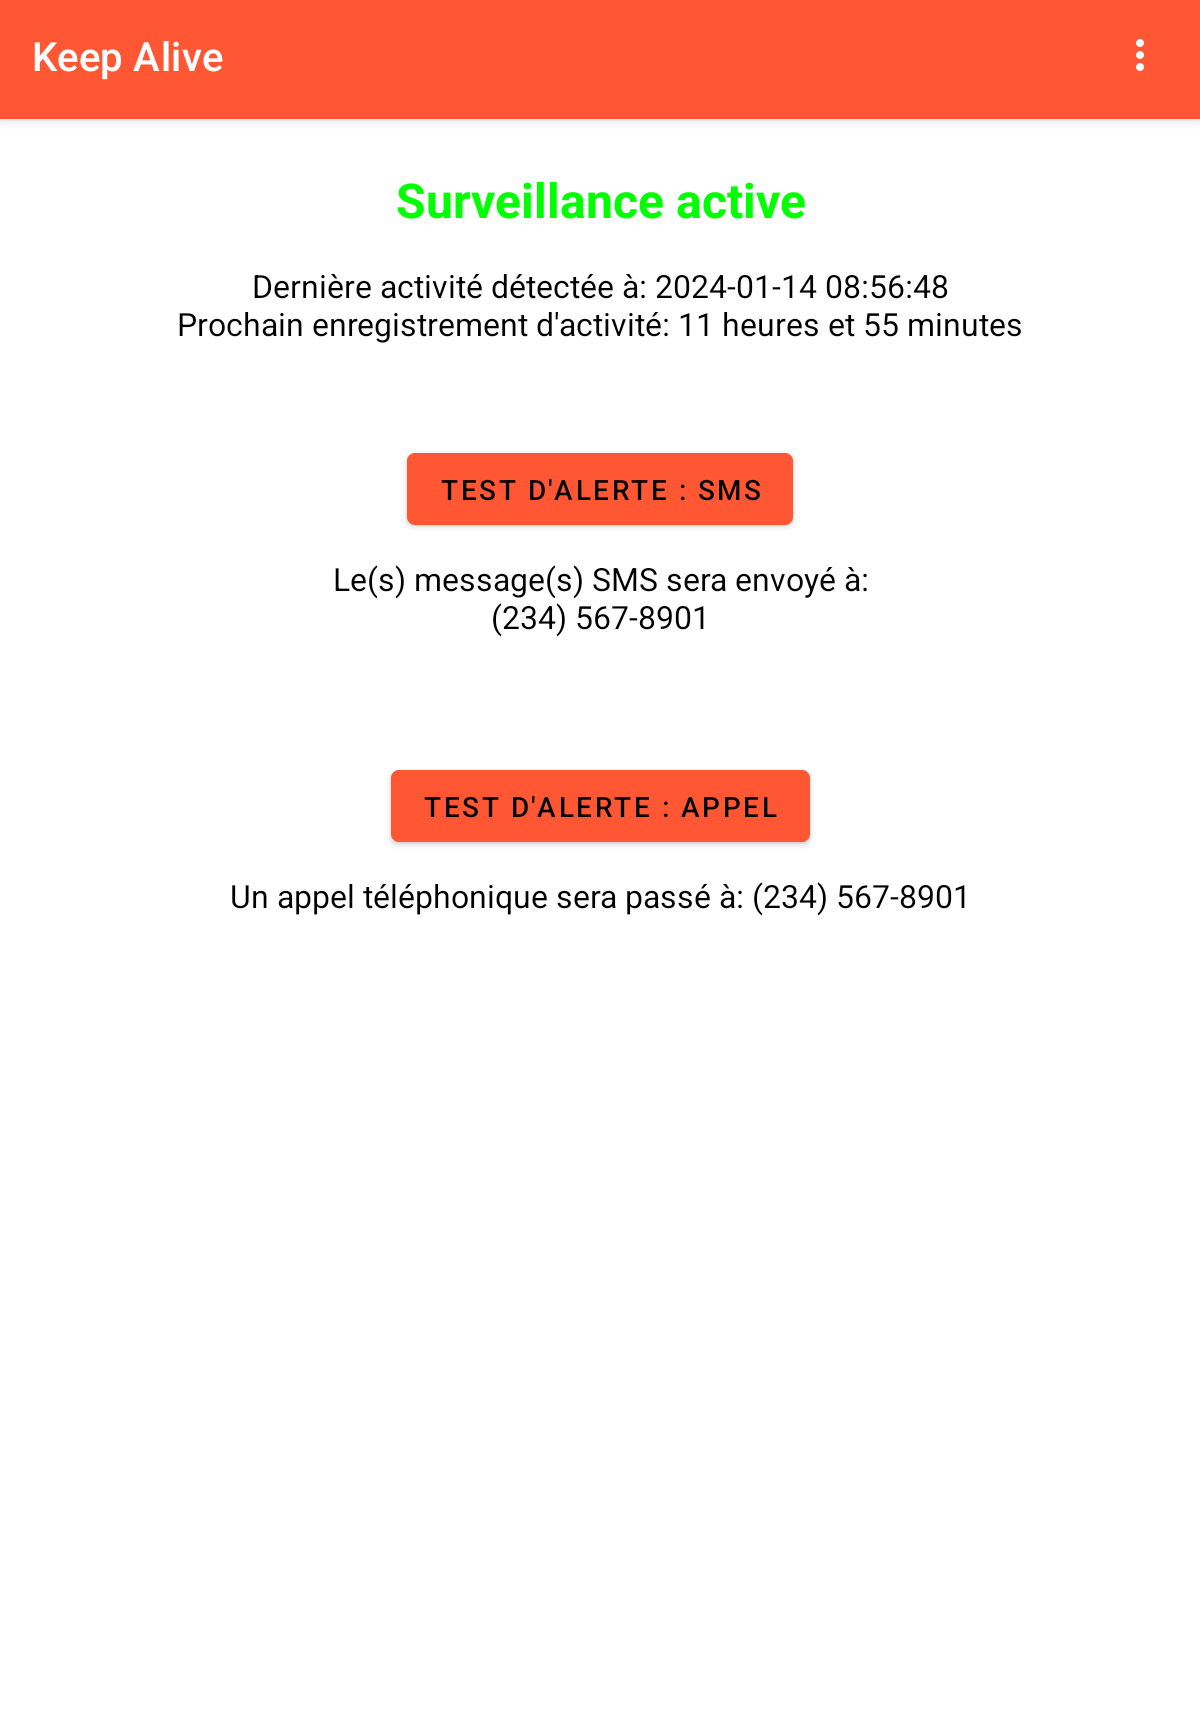 Keep Alive
Surveillance active
Dernière activité détectée à: 2024-01-14 08:56:48
Prochain enregistrement d'activité: 11 heures et 55 minutes
TEST D'ALERTE : SMS
Le(s) message(s) SMS sera envoyé à:
(234) 567-8901
TEST D'ALERTE : APPEL
Un appel téléphonique sera passé à: (234) 567-8901